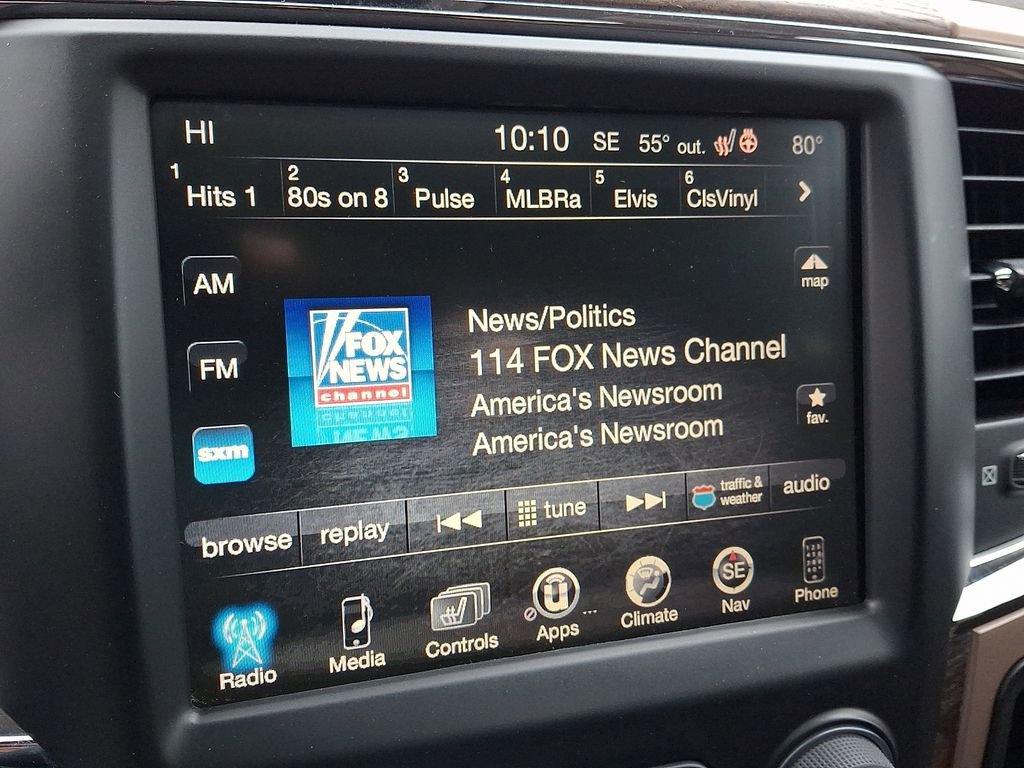 HI 10:10 SE 55° out. 80°
1 Hits 1 2 80s on 8 3 Pulse 4 MLBRa 5 Elvis 6 ClsVinyl
AM
map
FM
FOX
NEWS
channel
News/Politics
114 FOX News Channel
America's Newsroom
America's Newsroom
fav.
sxm
browse replay tune traffic &
weather audio
SE
Radio Media Controls Apps ... Climate Nav Phone